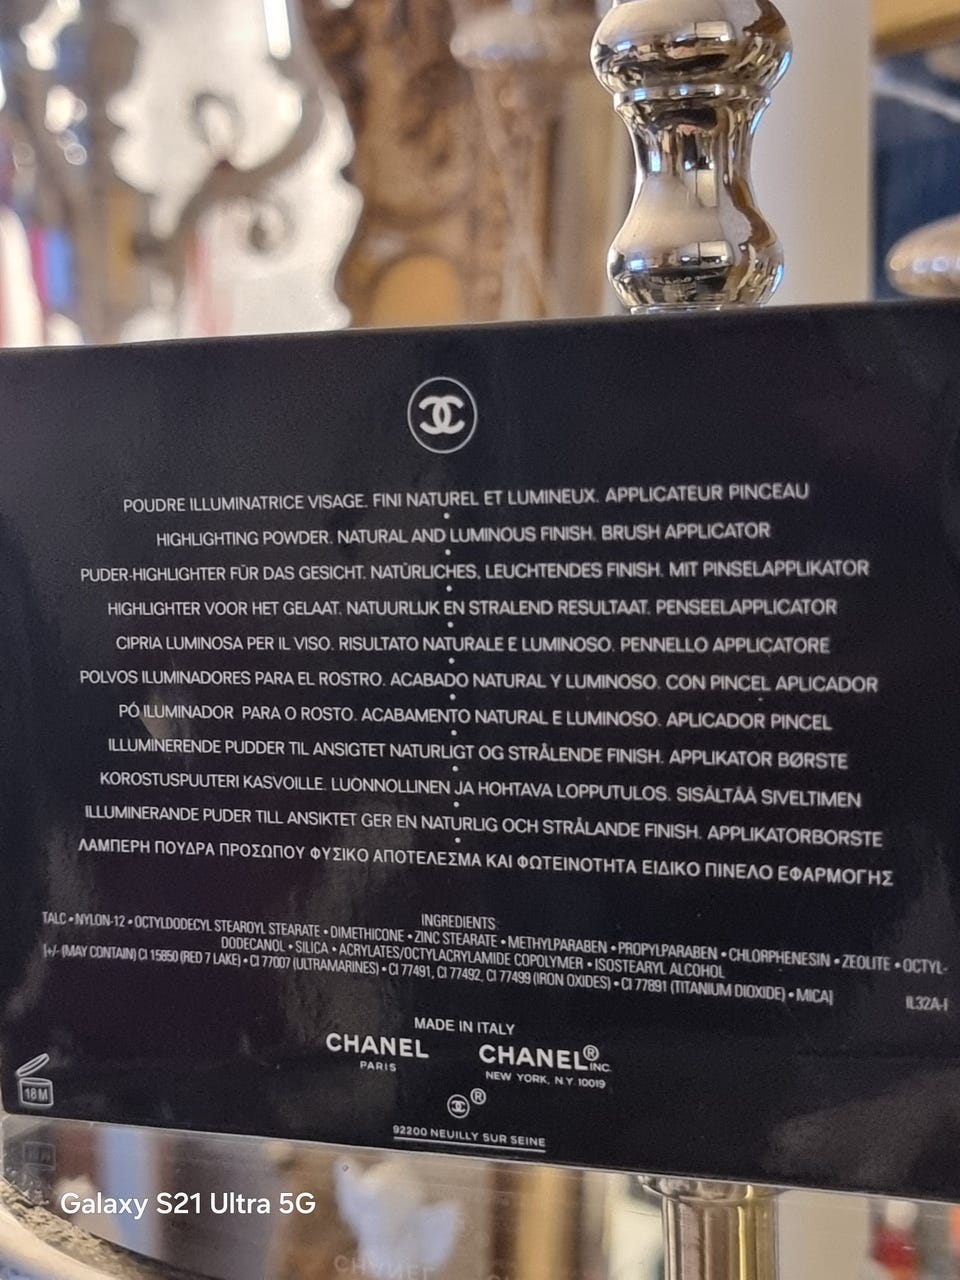 POUDRE ILLUMINATRICE VISAGE. FINI NATUREL ET LUMINEUX. APPLICATEUR PINCEAU
HIGHLIGHTING POWDER. NATURAL AND LUMINOUS FINISH. BRUSH APPLICATOR
PUDER-HIGHLIGHTER FÜR DAS GESICHT. NATÜRLICHES, LEUCHTENDES FINISH. MIT PINSELAPPLIKATOR
HIGHLIGHTER VOOR HET GELAAT. NATUURLIJK EN STRALEND RESULTAAT. PENSEELAPPLICATOR
CIPRIA LUMINOSA PER IL VISO. RISULTATO NATURALE E LUMINOSO. PENNELLO APPLICATORE
POLVOS ILUMINADORES PARA EL ROSTRO. ACABADO NATURAL Y LUMINOSO. CON PINCEL APLICADOR
PÓ ILUMINADOR PARA O ROSTO. ACABAMENTO NATURAL E LUMINOSO. APLICADOR PINCEL
ILLUMINERENDE PUDDER TIL ANSIGTET NATURLIGT OG STRÅLENDE FINISH. APPLIKATOR BØRSTE
KOROSTUSPUUTERI KASVOILLE. LUONNOLLINEN JA HOHTAVA LOPPUTULOS. SISÄLTÄÄ SIVELTIMEN
ILLUMINERANDE PUDER TILL ANSIKTET GER EN NATURLIG OCH STRÅLANDE FINISH. APPLIKATORBORSTE
ΛΑΜΠΕΡΗ ΠΟΥΔΡΑ ΠΡΟΣΩΠΟΥ ΦΥΣΙΚΟ ΑΠΟΤΕΛΕΣΜΑ ΚΑΙ ΦΩΤΕΙΝΟΤΗΤΑ ΕΙΔΙΚΟ ΠΙΝΕΛΟ ΕΦΑΡΜΟΓΗΣ
INGREDIENTS:
TALC • NYLON-12 • OCTYLDODECYL STEAROYL STEARATE • DIMETHICONE • ZINC STEARATE • METHYLPARABEN • PROPYLPARABEN • CHLORPHENESIN • ZEOLITE • OCTYL-
DODECANOL • SILICA • ACRYLATES/OCTYLACRYLAMIDE COPOLYMER • ISOSTEARYL ALCOHOL
[+/- (MAY CONTAIN) CI 15850 (RED 7 LAKE) • CI 77007 (ULTRAMARINES) • CI 77491, CI 77492, CI 77499 (IRON OXIDES) • CI 77891 (TITANIUM DIOXIDE) • MICA]
IL32A-I
MADE IN ITALY
CHANEL CHANEL® INC.
PARIS NEW YORK, N.Y. 10019
®
18M
92200 NEUILLY SUR SEINE
Galaxy S21 Ultra 5G
CHANEL